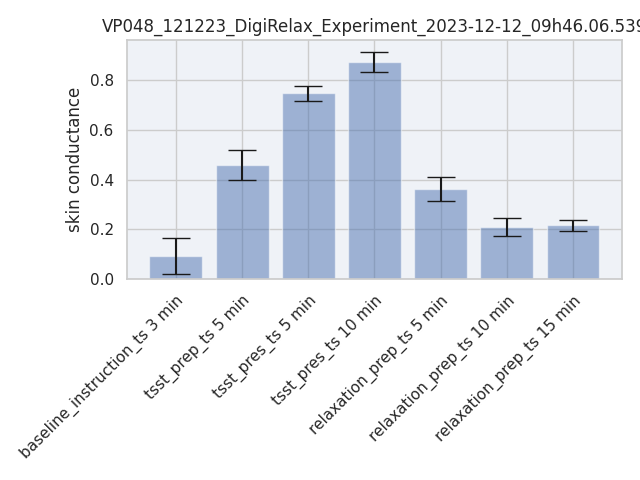 VP048_121223_DigiRelax_Experiment_2023-12-12_09h46.06.539
skin conductance
0.8
0.6
0.4
0.2
0.0
baseline_instruction_ts 3 min
tsst_prep_ts 5 min
tsst_pres_ts 5 min
tsst_pres_ts 10 min
relaxation_prep_ts 5 min
relaxation_prep_ts 10 min
relaxation_prep_ts 15 min